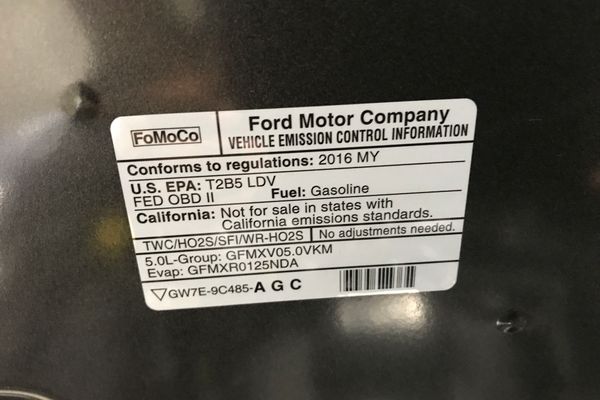 FoMoCo
Ford Motor Company
VEHICLE EMISSION CONTROL INFORMATION
Conforms to regulations: 2016 MY
U.S. EPA: T2B5 LDV
FED OBD II Fuel: Gasoline
California: Not for sale in states with
California emissions standards.
TWC/HO2S/SFI/WR-HO2S No adjustments needed.
5.0L-Group: GFMXV05.0VKM
Evap: GFMXR0125NDA
GW7E-9C485-A G C